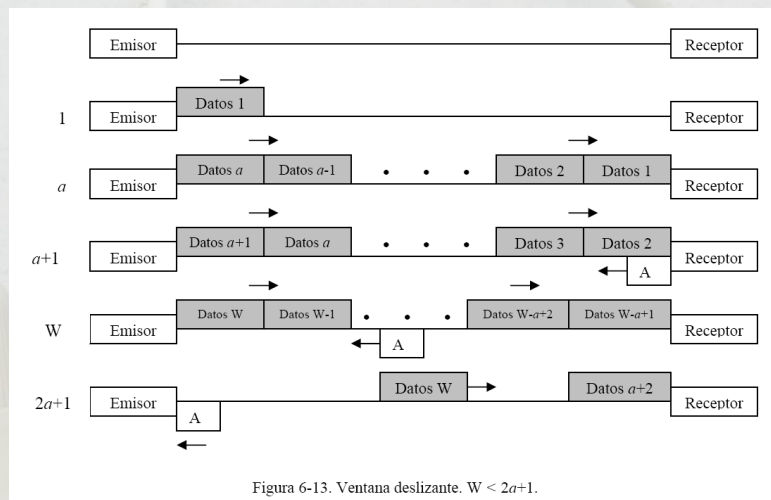 Emisor Receptor
1 Emisor Datos 1 Receptor
a Emisor Datos a Datos a-1 . . . Datos 2 Datos 1 Receptor
a+1 Emisor Datos a+1 Datos a . . . Datos 3 Datos 2 Receptor
A
W Emisor Datos W Datos W-1 . . . Datos W-a+2 Datos W-a+1 Receptor
A
2a+1 Emisor Datos W Datos a+2 Receptor
A
Figura 6-13. Ventana deslizante. W < 2a+1.